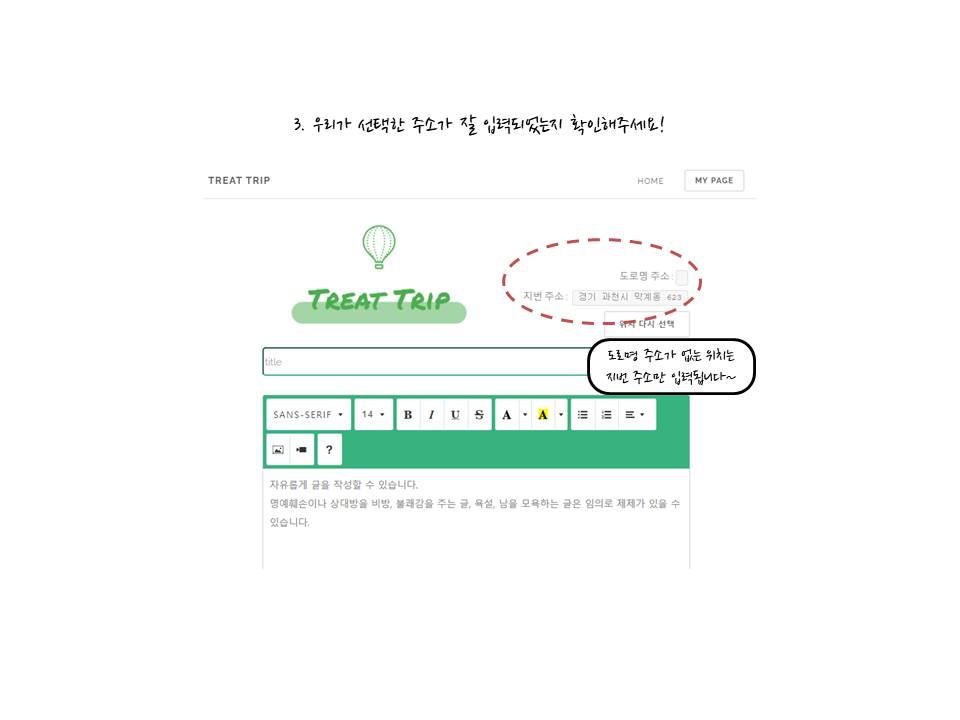 3. 우리가 선택한 주소가 잘 입력되었는지 확인해주세요!
TREAT TRIP
HOME
MY PAGE
TREAT TRIP
도로명 주소 :
지번 주소 : 경기 과천시 막계동 623
위치 다시 선택
title
도로명 주소가 없는 위치는
지번 주소만 입력됩니다~
SANS-SERIF 14 B I U S A A
?
자유롭게 글을 작성할 수 있습니다.
명예훼손이나 상대방을 비방, 불쾌감을 주는 글, 욕설, 남을 모욕하는 글은 임의로 제제가 있을 수
있습니다.